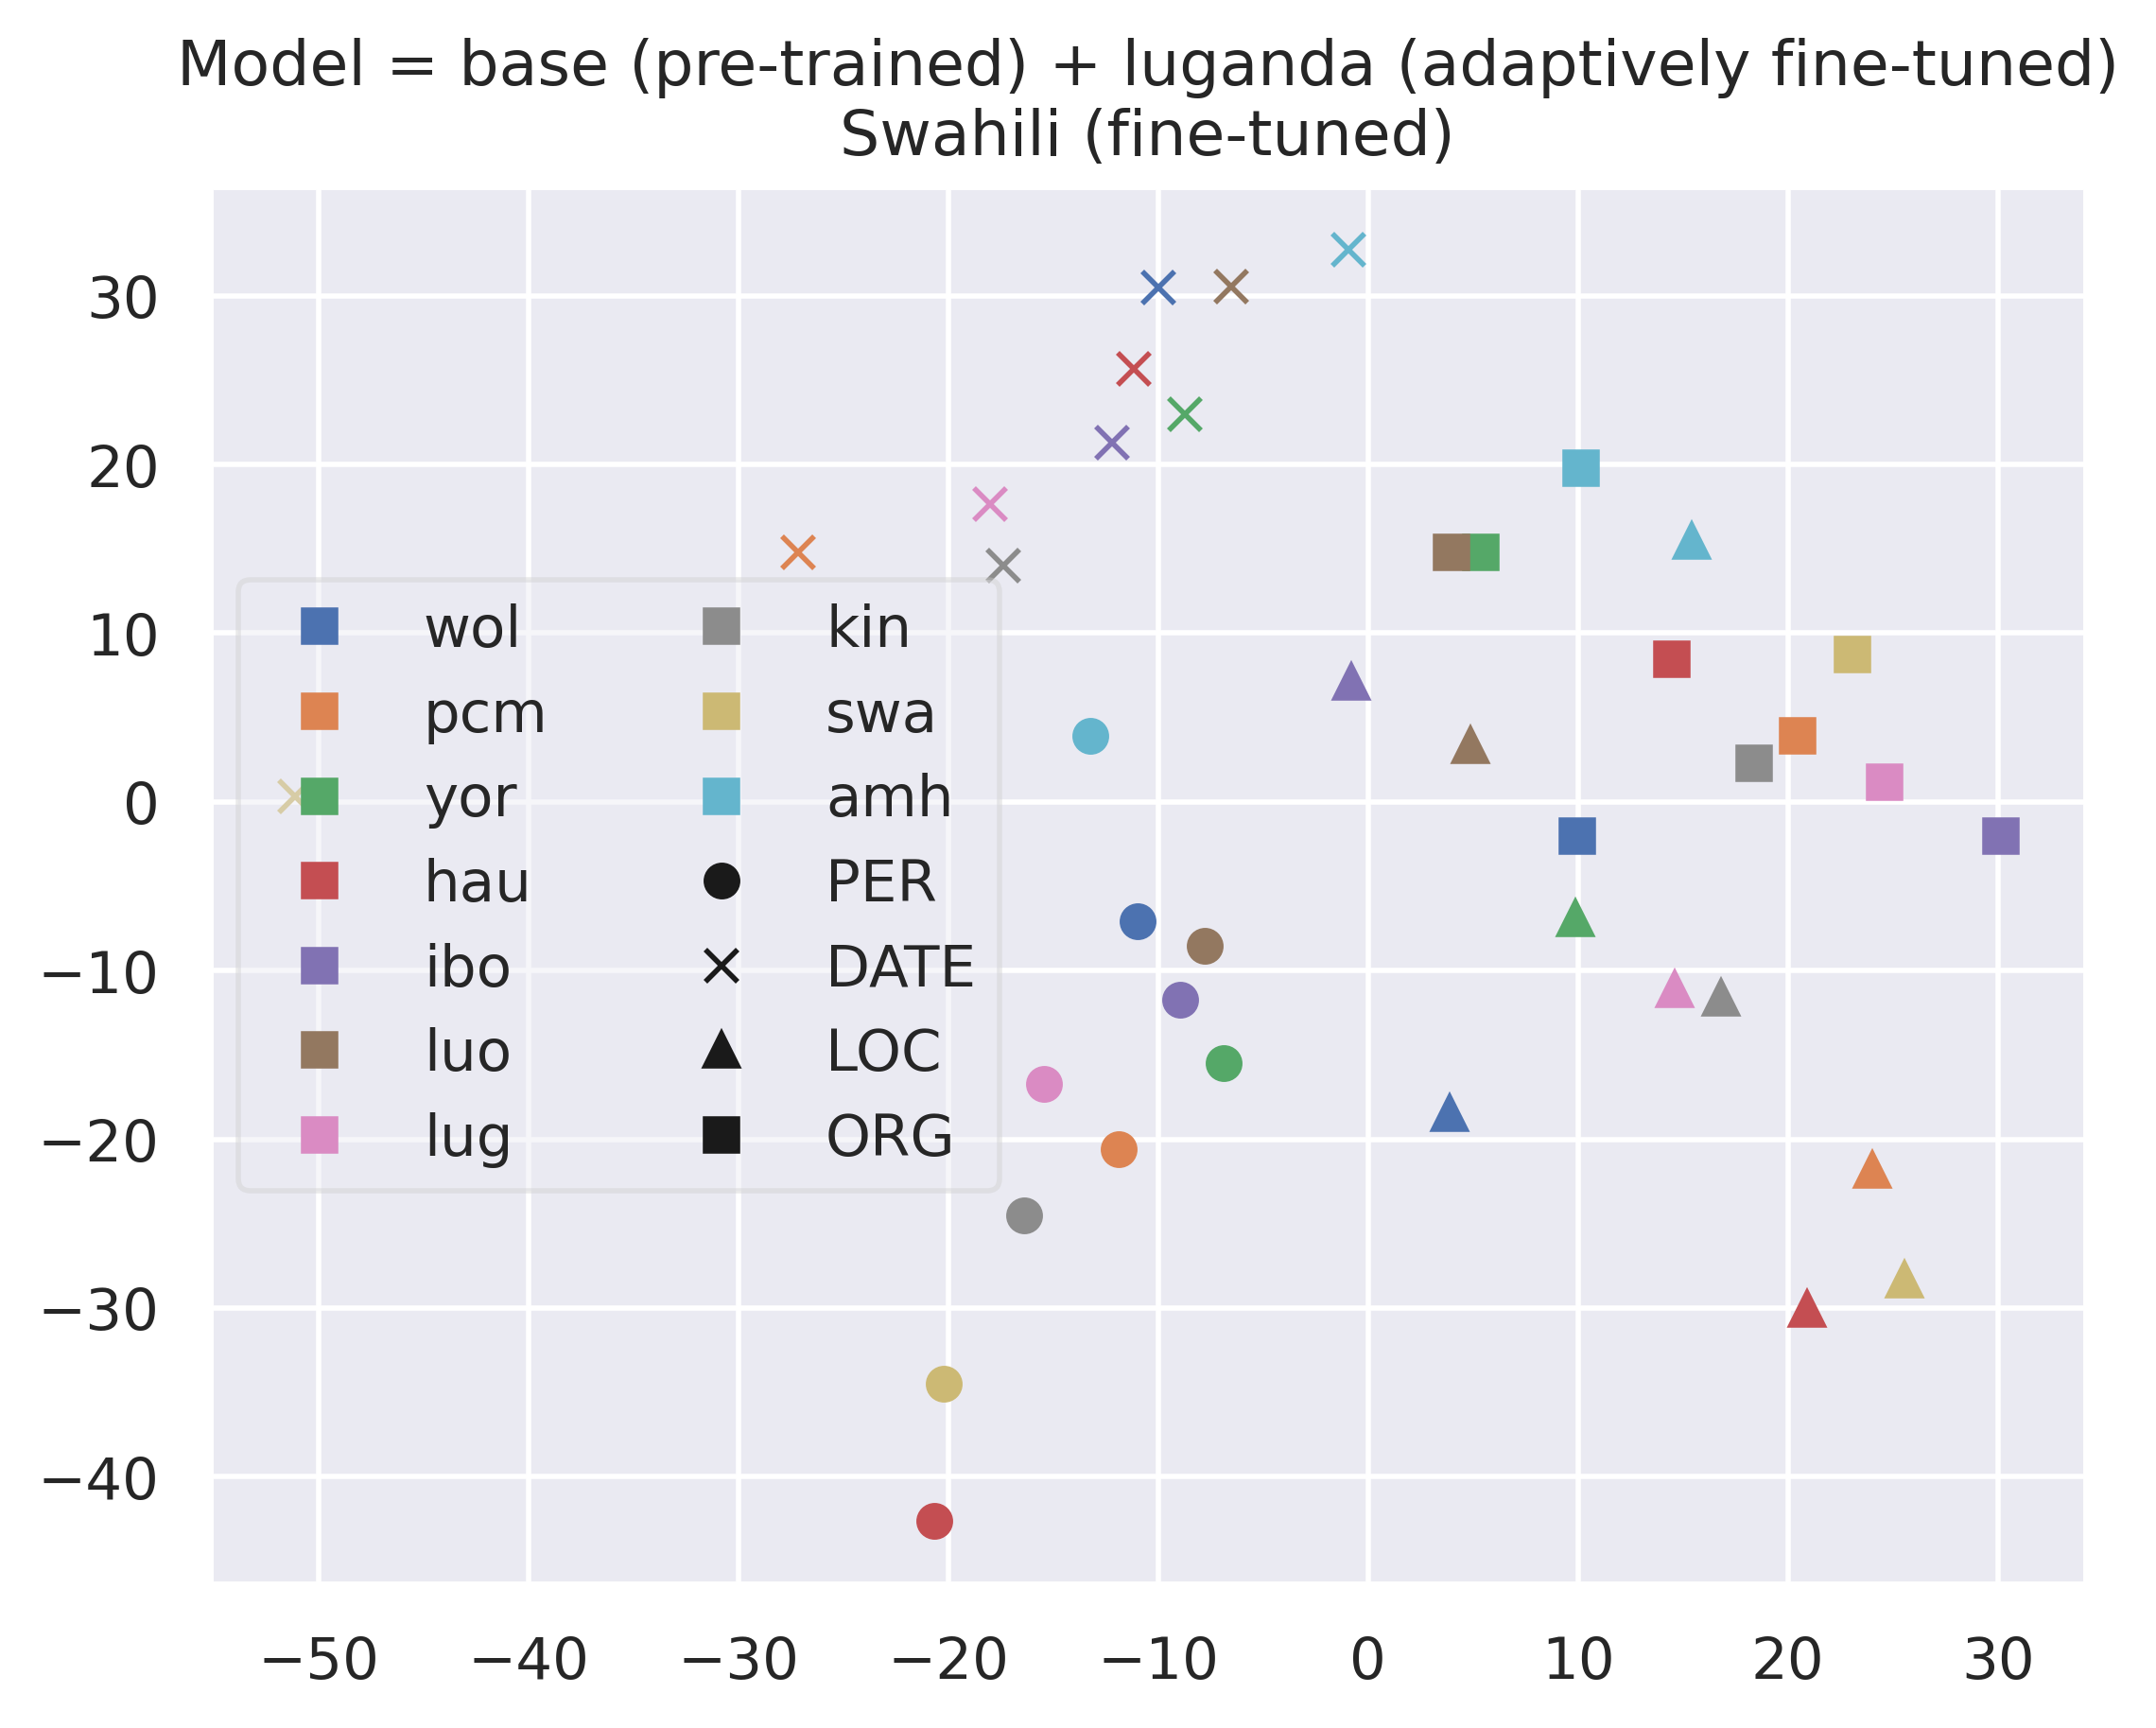 Model = base (pre-trained) + luganda (adaptively fine-tuned)
Swahili (fine-tuned)
30
20
10
0
−10
−20
−30
−40
wol
pcm
yor
hau
ibo
luo
lug
kin
swa
amh
PER
DATE
LOC
ORG
−50 −40 −30 −20 −10 0 10 20 30